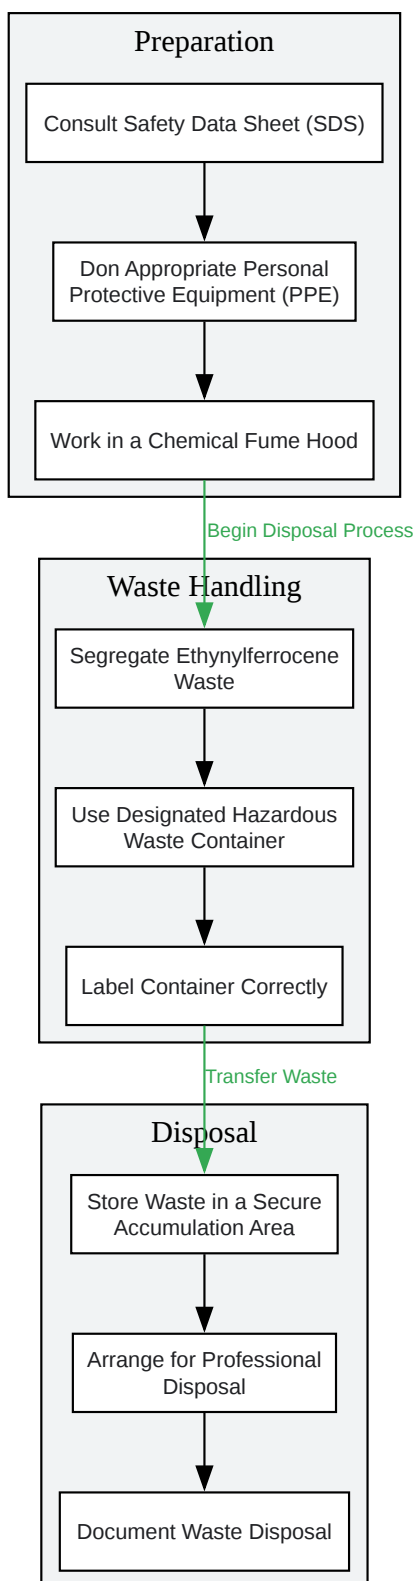 Preparation
Consult Safety Data Sheet (SDS)
Don Appropriate Personal
Protective Equipment (PPE)
Work in a Chemical Fume Hood
Begin Disposal Process
Waste Handling
Segregate Ethynylferrocene
Waste
Use Designated Hazardous
Waste Container
Label Container Correctly
Transfer Waste
Disposal
Store Waste in a Secure
Accumulation Area
Arrange for Professional
Disposal
Document Waste Disposal